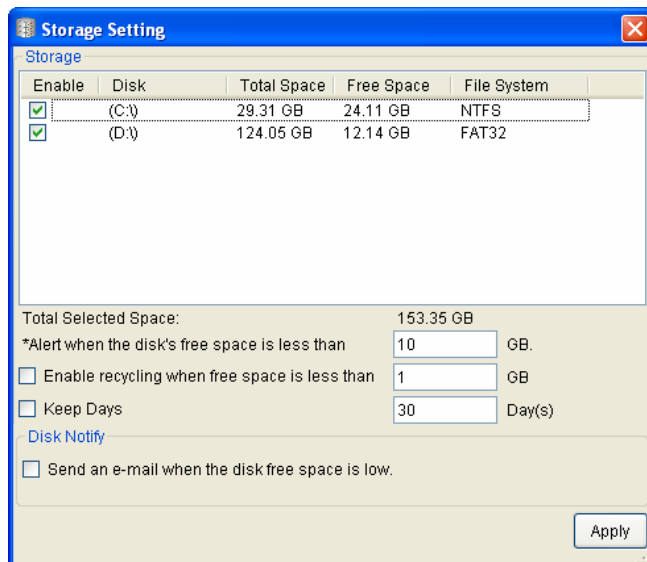 Storage Setting
Storage
Enable Disk Total Space Free Space File System
(C:\) 29.31 GB 24.11 GB NTFS
(D:\) 124.05 GB 12.14 GB FAT32
Total Selected Space: 153.35 GB
*Alert when the disk's free space is less than 10 GB.
Enable recycling when free space is less than 1 GB
Keep Days 30 Day(s)
Disk Notify
Send an e-mail when the disk free space is low.
Apply